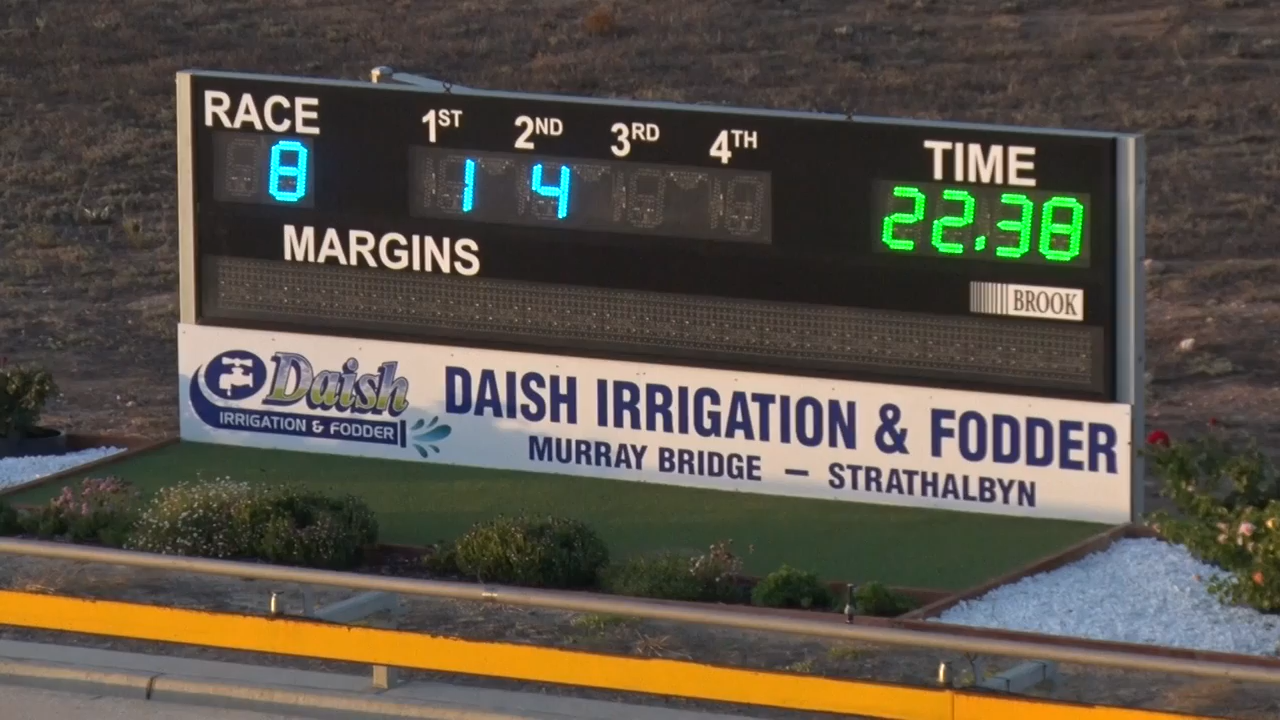 RACE 1ST 2ND 3RD 4TH TIME
8 1 4 22.38
MARGINS
BROOK
Daish
IRRIGATION & FODDER
DAISH IRRIGATION & FODDER
MURRAY BRIDGE – STRATHALBYN